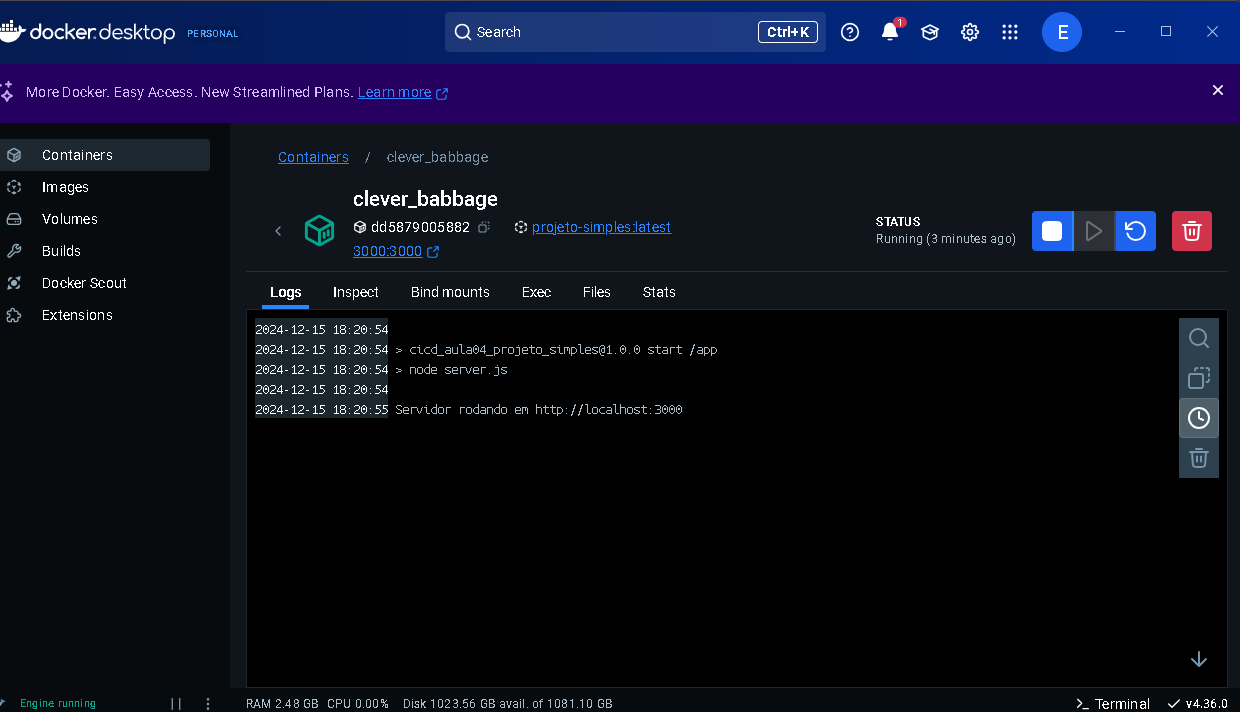 docker.desktop PERSONAL Search Ctrl+K 1 E
More Docker. Easy Access. New Streamlined Plans. Learn more
Containers
Images
Volumes
Builds
Docker Scout
Extensions
Containers / clever_babbage
clever_babbage
dd5879005882 projeto-simples:latest
3000:3000
STATUS
Running (3 minutes ago)
Logs Inspect Bind mounts Exec Files Stats
2024-12-15 18:20:54
2024-12-15 18:20:54 > cicd_aula04_projeto_simples@1.0.0 start /app
2024-12-15 18:20:54 > node server.js
2024-12-15 18:20:54
2024-12-15 18:20:55 Servidor rodando em http://localhost:3000
Engine running RAM 2.48 GB CPU 0.00% Disk 1023.56 GB avail. of 1081.10 GB >_ Terminal v4.36.0